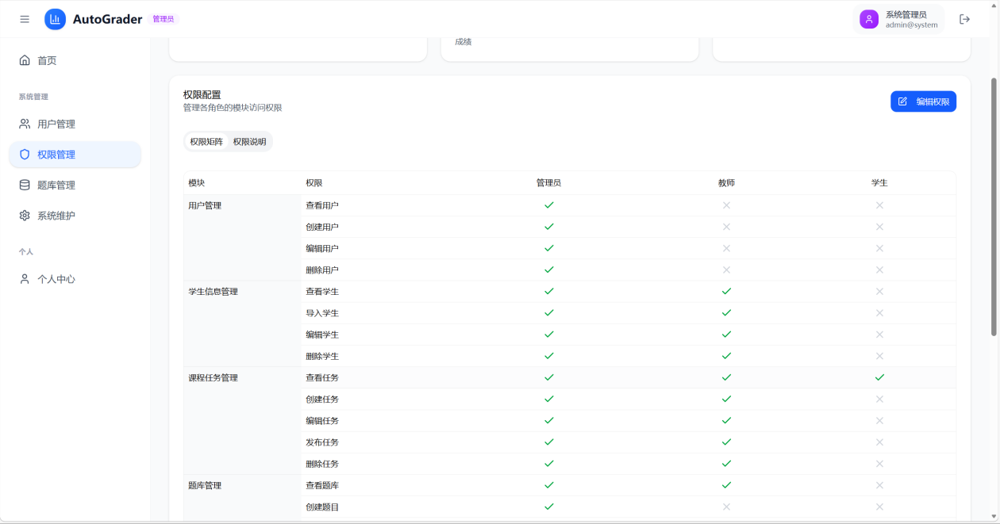 AutoGrader 管理员
系统管理员
admin@system
成绩
首页
系统管理
用户管理
权限管理
题库管理
系统维护
个人
个人中心
权限配置
管理各角色的模块访问权限
编辑权限
权限矩阵 权限说明
模块 权限 管理员 教师 学生
用户管理 查看用户
创建用户
编辑用户
删除用户
学生信息管理 查看学生
导入学生
编辑学生
删除学生
课程任务管理 查看任务
创建任务
编辑任务
发布任务
删除任务
题库管理 查看题库
创建题目